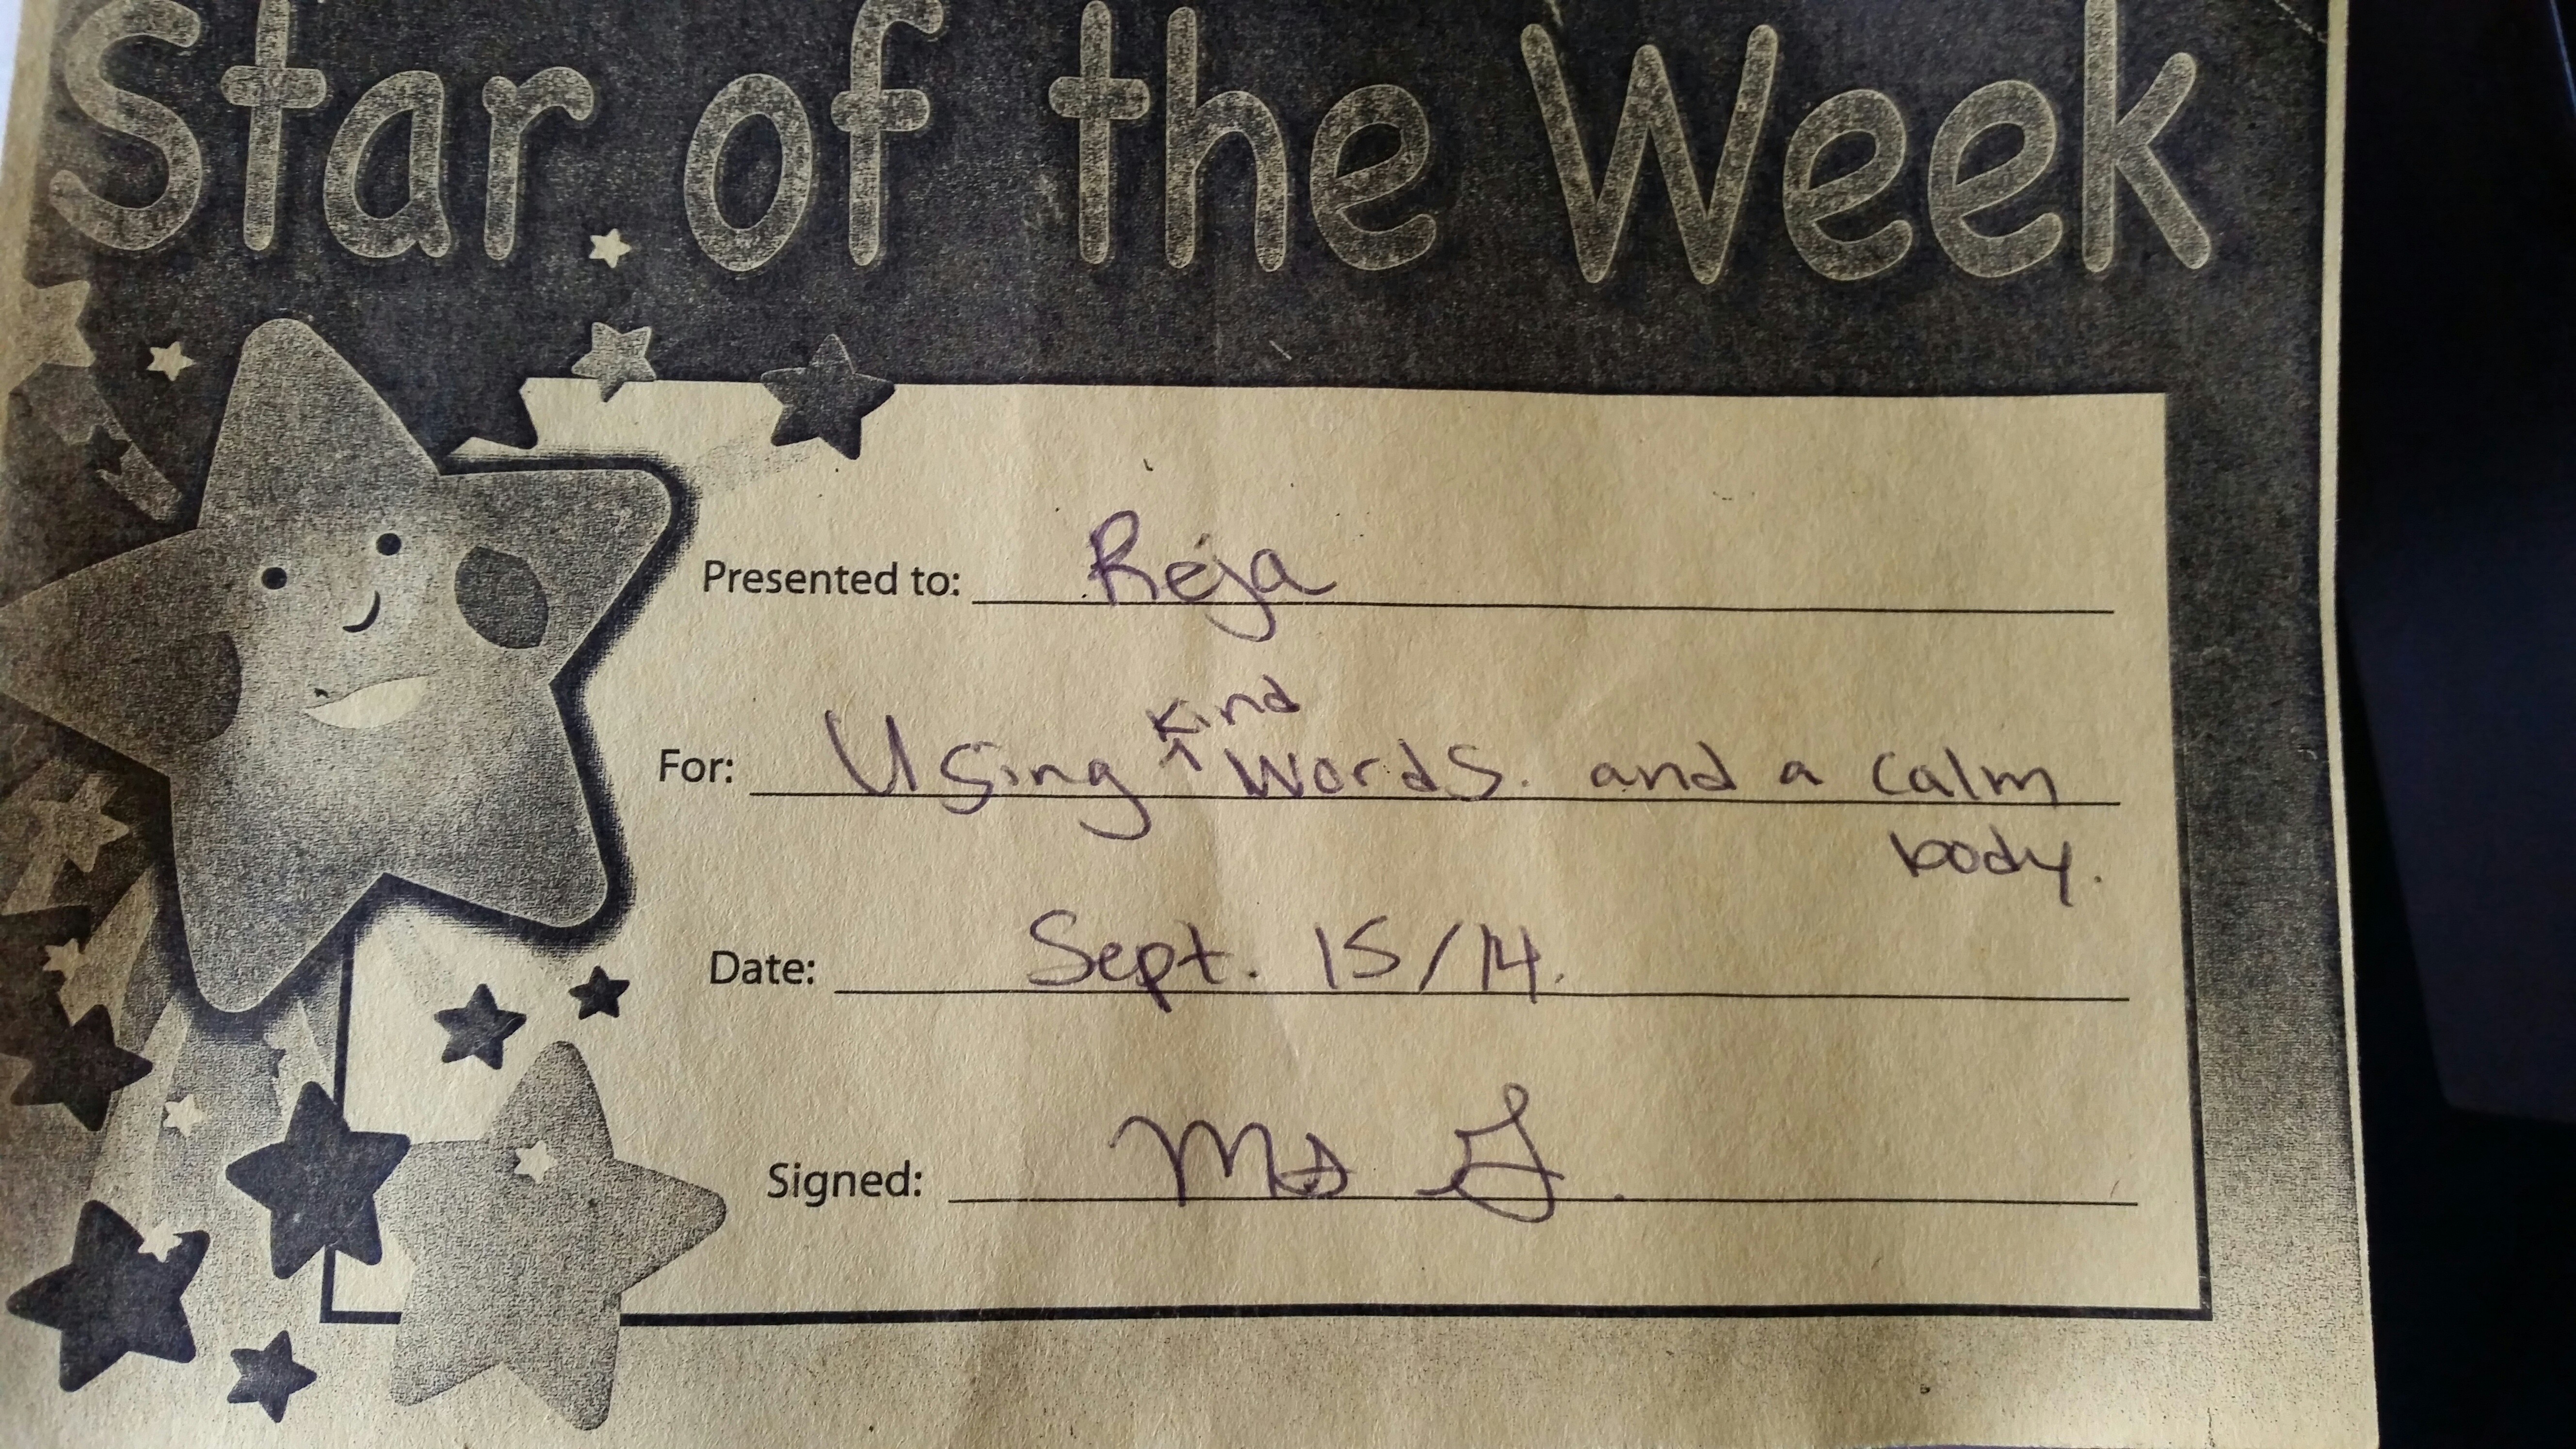 Star of the Week
Presented to: Reja
kind
For: Using ^ words. and a calm
body.
Date: Sept. 15/14.
Signed: Ms G.